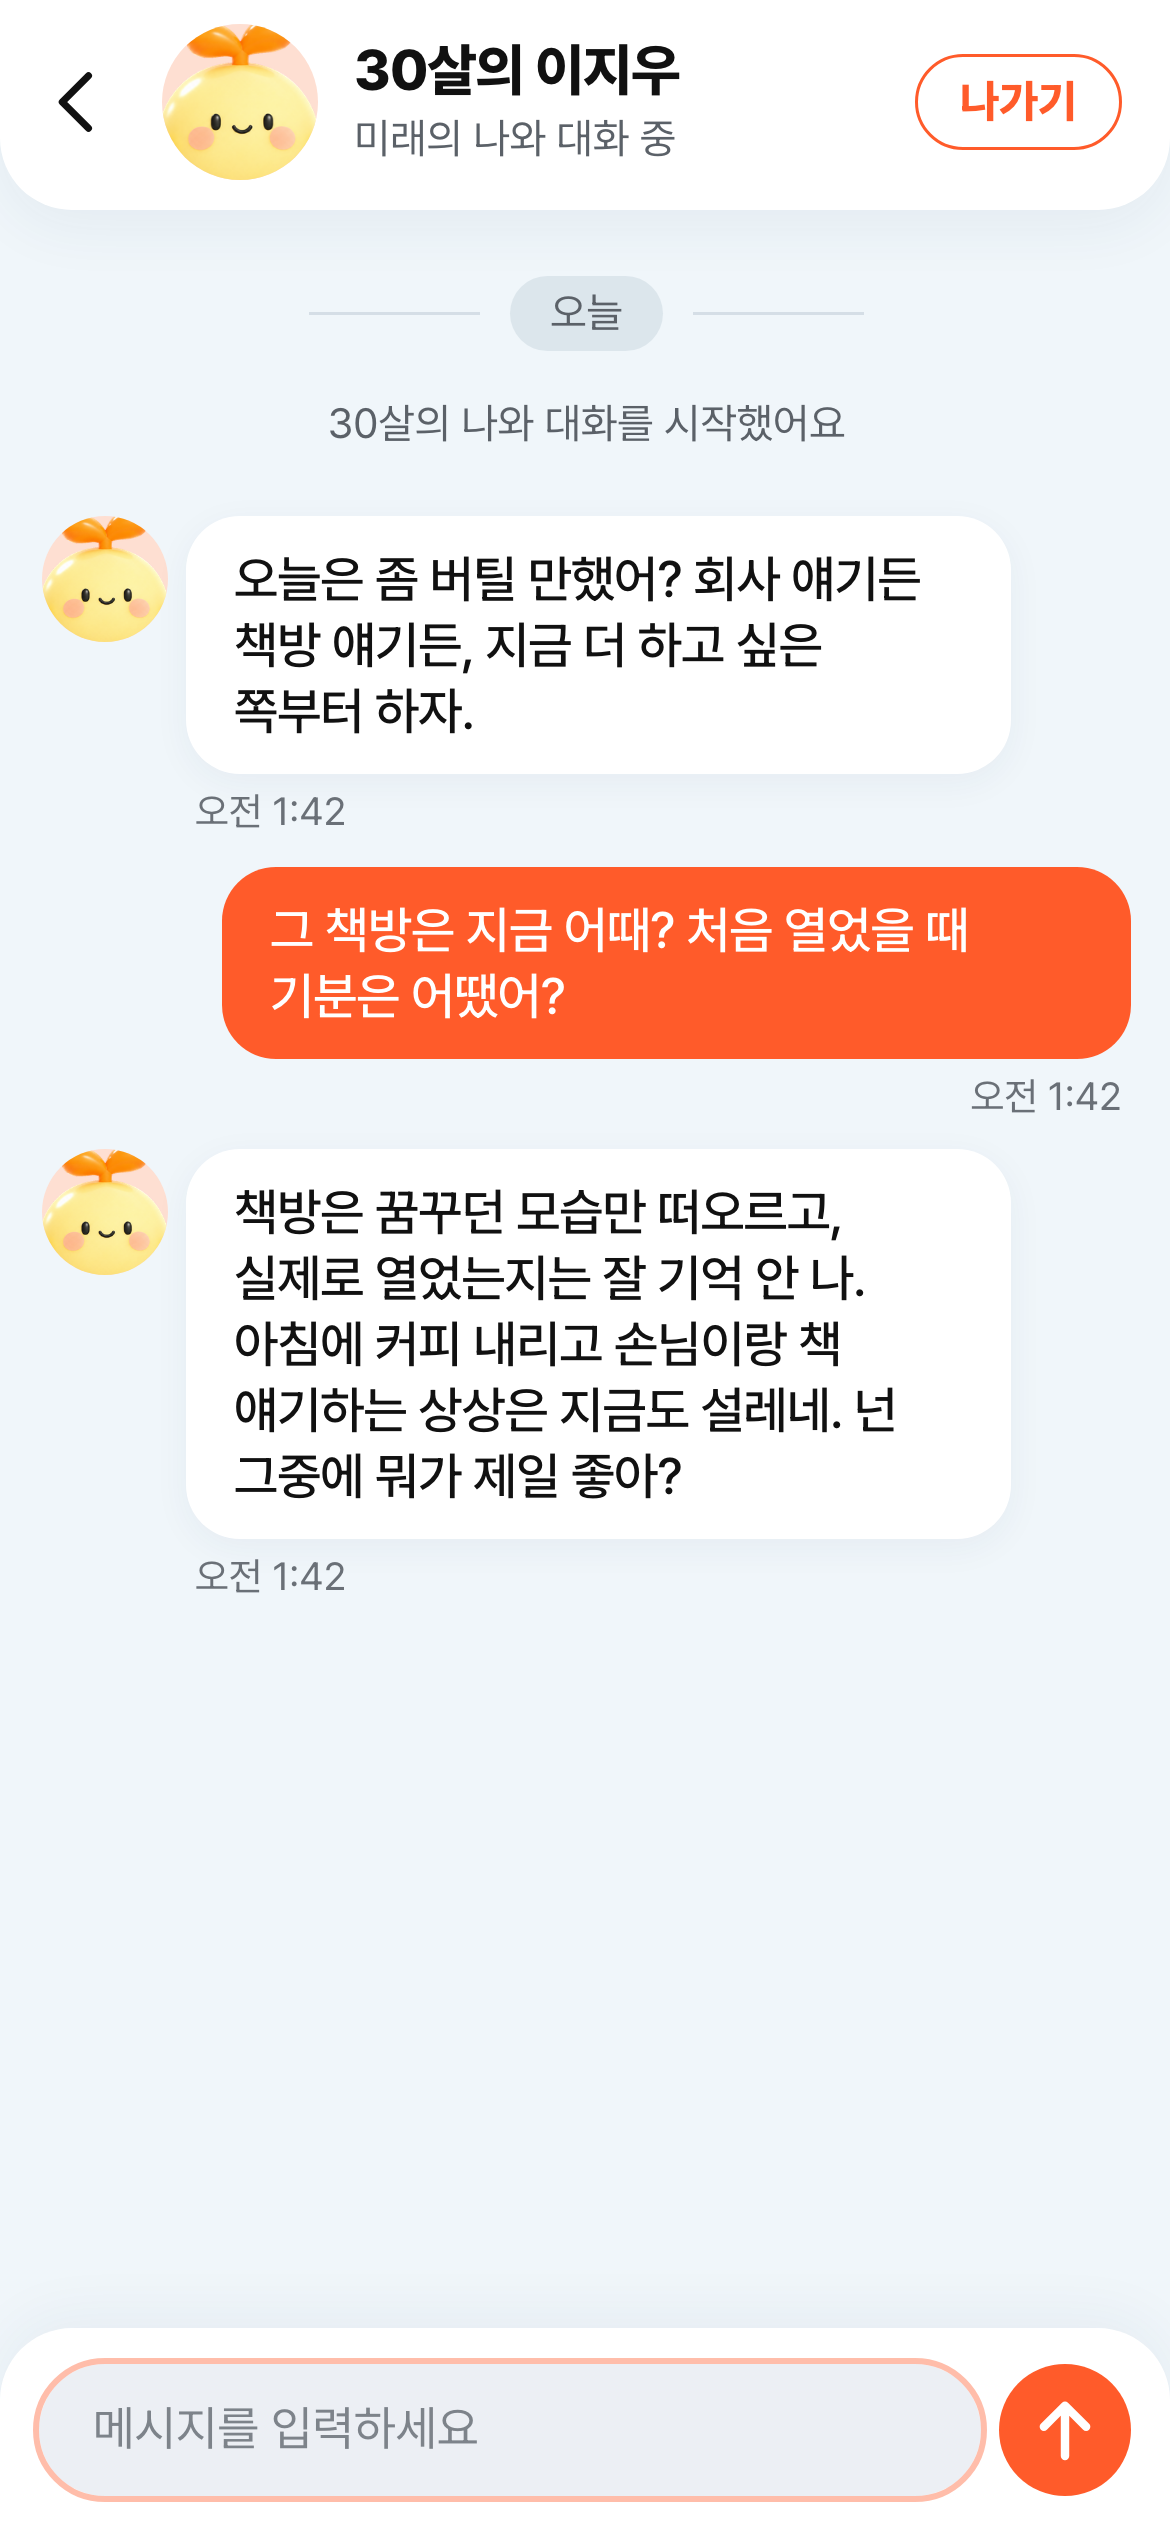 30살의 이지우
미래의 나와 대화 중
나가기
오늘
30살의 나와 대화를 시작했어요
오늘은 좀 버틸 만했어? 회사 얘기든
책방 얘기든, 지금 더 하고 싶은
쪽부터 하자.
오전 1:42
그 책방은 지금 어때? 처음 열었을 때
기분은 어땠어?
오전 1:42
책방은 꿈꾸던 모습만 떠오르고,
실제로 열었는지는 잘 기억 안 나.
아침에 커피 내리고 손님이랑 책
얘기하는 상상은 지금도 설레네. 넌
그중에 뭐가 제일 좋아?
오전 1:42
메시지를 입력하세요